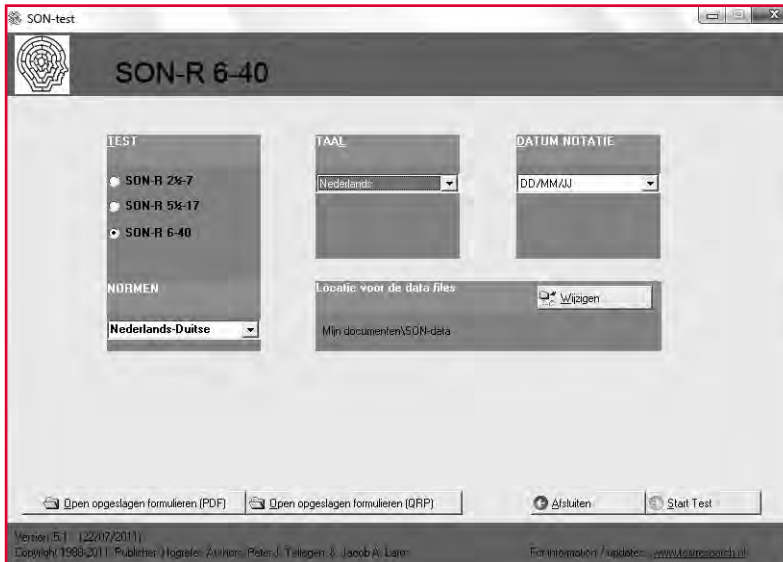 SON-test
SON-R 6-40
TEST
SON-R 2½-7
SON-R 5½-17
SON-R 6-40
TAAL
Nederlands
DATUM NOTATIE
DD/MM/JJ
NORMEN
Nederlands-Duitse
Locatie voor de data files
Wijzigen
Mijn documenten\SON-data
Open opgeslagen formulieren (PDF)
Open opgeslagen formulieren (QRP)
Afsluiten
Start Test
Version 5.1 (22/07/2011)
Copyright 1988-2011 Publisher: Hogrefe; Authors: Peter J. Tellegen & Jacob A. Laros
For information / updates: www.testresearch.nl